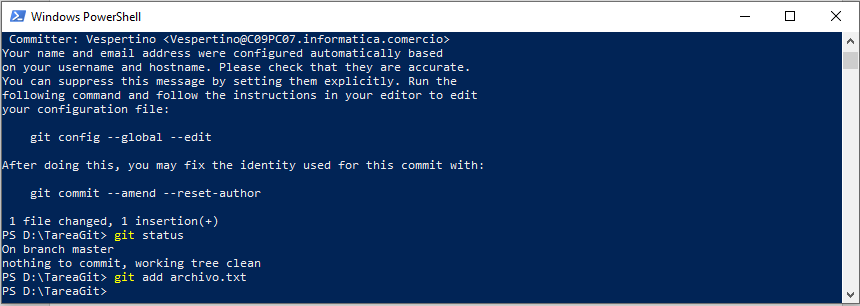 Windows PowerShell
Committer: Vespertino <Vespertino@C09PC07.informatica.comercio>
Your name and email address were configured automatically based
on your username and hostname. Please check that they are accurate.
You can suppress this message by setting them explicitly. Run the
following command and follow the instructions in your editor to edit
your configuration file:
git config --global --edit
After doing this, you may fix the identity used for this commit with:
git commit --amend --reset-author
1 file changed, 1 insertion(+)
PS D:\TareaGit> git status
On branch master
nothing to commit, working tree clean
PS D:\TareaGit> git add archivo.txt
PS D:\TareaGit>